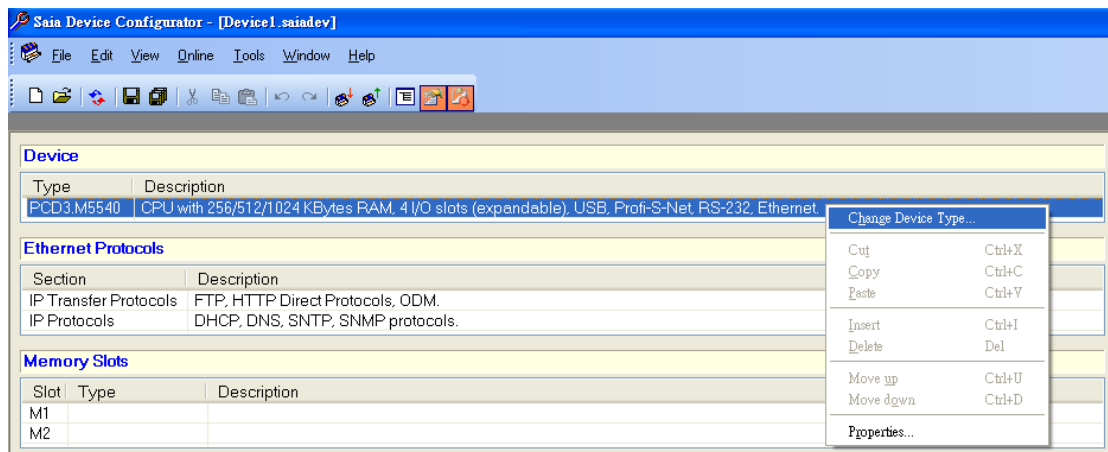 Saia Device Configurator - [Device1.saiadev]
File Edit View Online Tools Window Help
Device
Type Description
PCD3.M5540 CPU with 256/512/1024 KBytes RAM, 4 I/O slots (expandable), USB, Profi-S-Net, RS-232, Ethernet.
Change Device Type...
Cut Ctrl+X
Copy Ctrl+C
Paste Ctrl+V
Insert Ctrl+I
Delete Del
Move up Ctrl+U
Move down Ctrl+D
Properties...
Ethernet Protocols
Section Description
IP Transfer Protocols FTP, HTTP Direct Protocols, ODM.
IP Protocols DHCP, DNS, SNTP, SNMP protocols.
Memory Slots
Slot Type Description
M1
M2